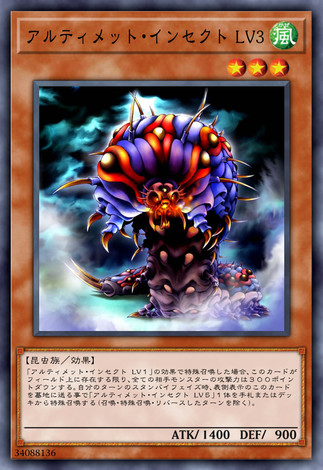 アルティメット・インセクト LV3
風
【昆虫族／効果】
「アルティメット・インセクト LV1」の効果で特殊召喚した場合、このカードが
フィールド上に存在する限り、全ての相手モンスターの攻撃力は３００ポイン
トダウンする。自分のターンのスタンバイフェイズ時、表側表示のこのカード
を墓地に送る事で「アルティメット・インセクト LV5」１体を手札またはデッ
キから特殊召喚する（召喚・特殊召喚・リバースしたターンを除く）。
ATK/ 1400 DEF/ 900
34088136